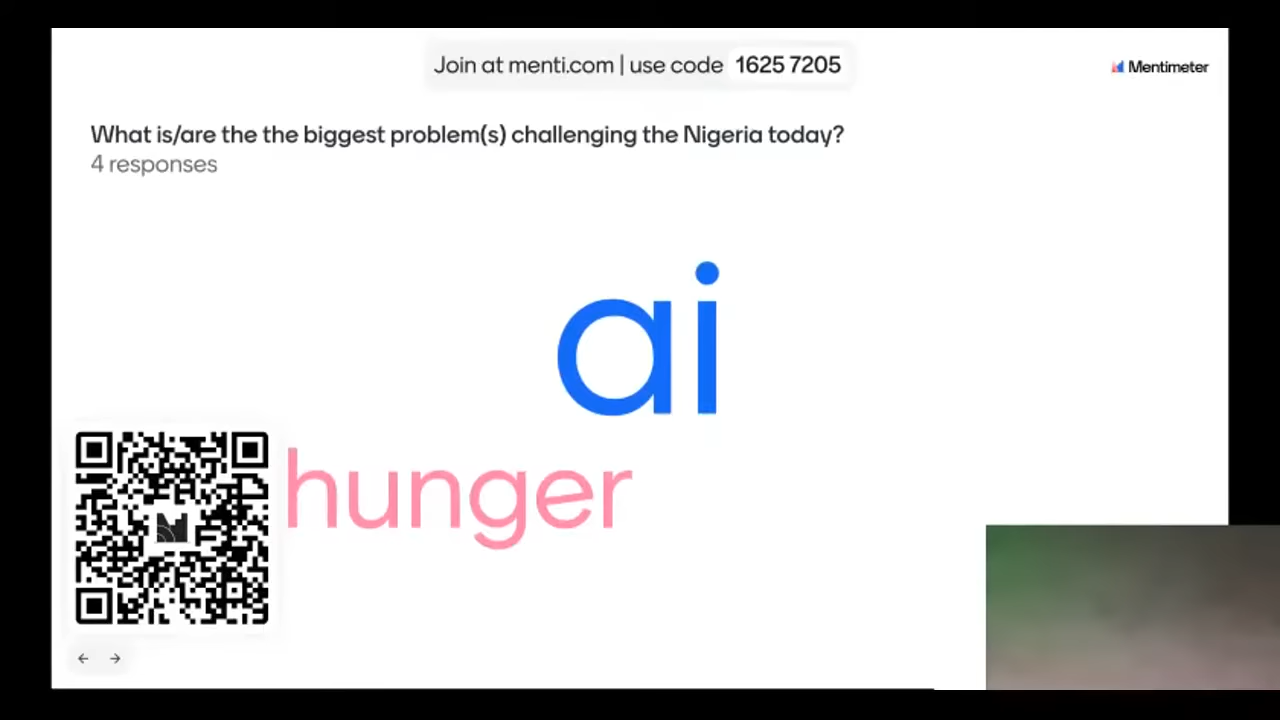 Join at menti.com | use code 1625 7205
Mentimeter
What is/are the the biggest problem(s) challenging the Nigeria today?
4 responses
ai
hunger